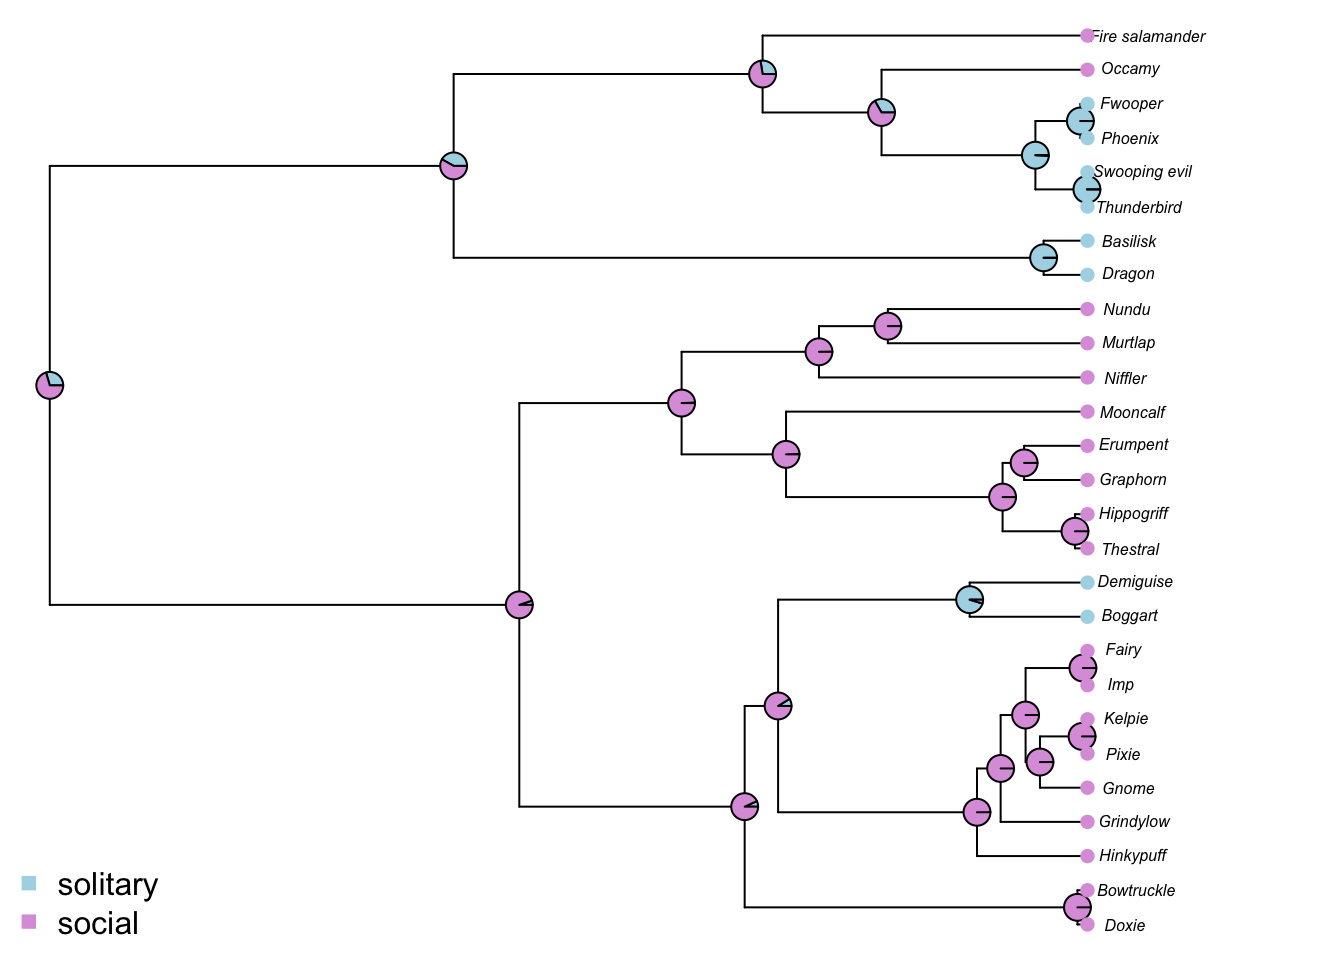 Fire salamander
Occamy
Fwooper
Phoenix
Swooping evil
Thunderbird
Basilisk
Dragon
Nundu
Murtlap
Niffler
Mooncalf
Erumpent
Graphorn
Hippogriff
Thestral
Demiguise
Boggart
Fairy
Imp
Kelpie
Pixie
Gnome
Grindylow
Hinkypuff
Bowtruckle
Doxie
solitary
social